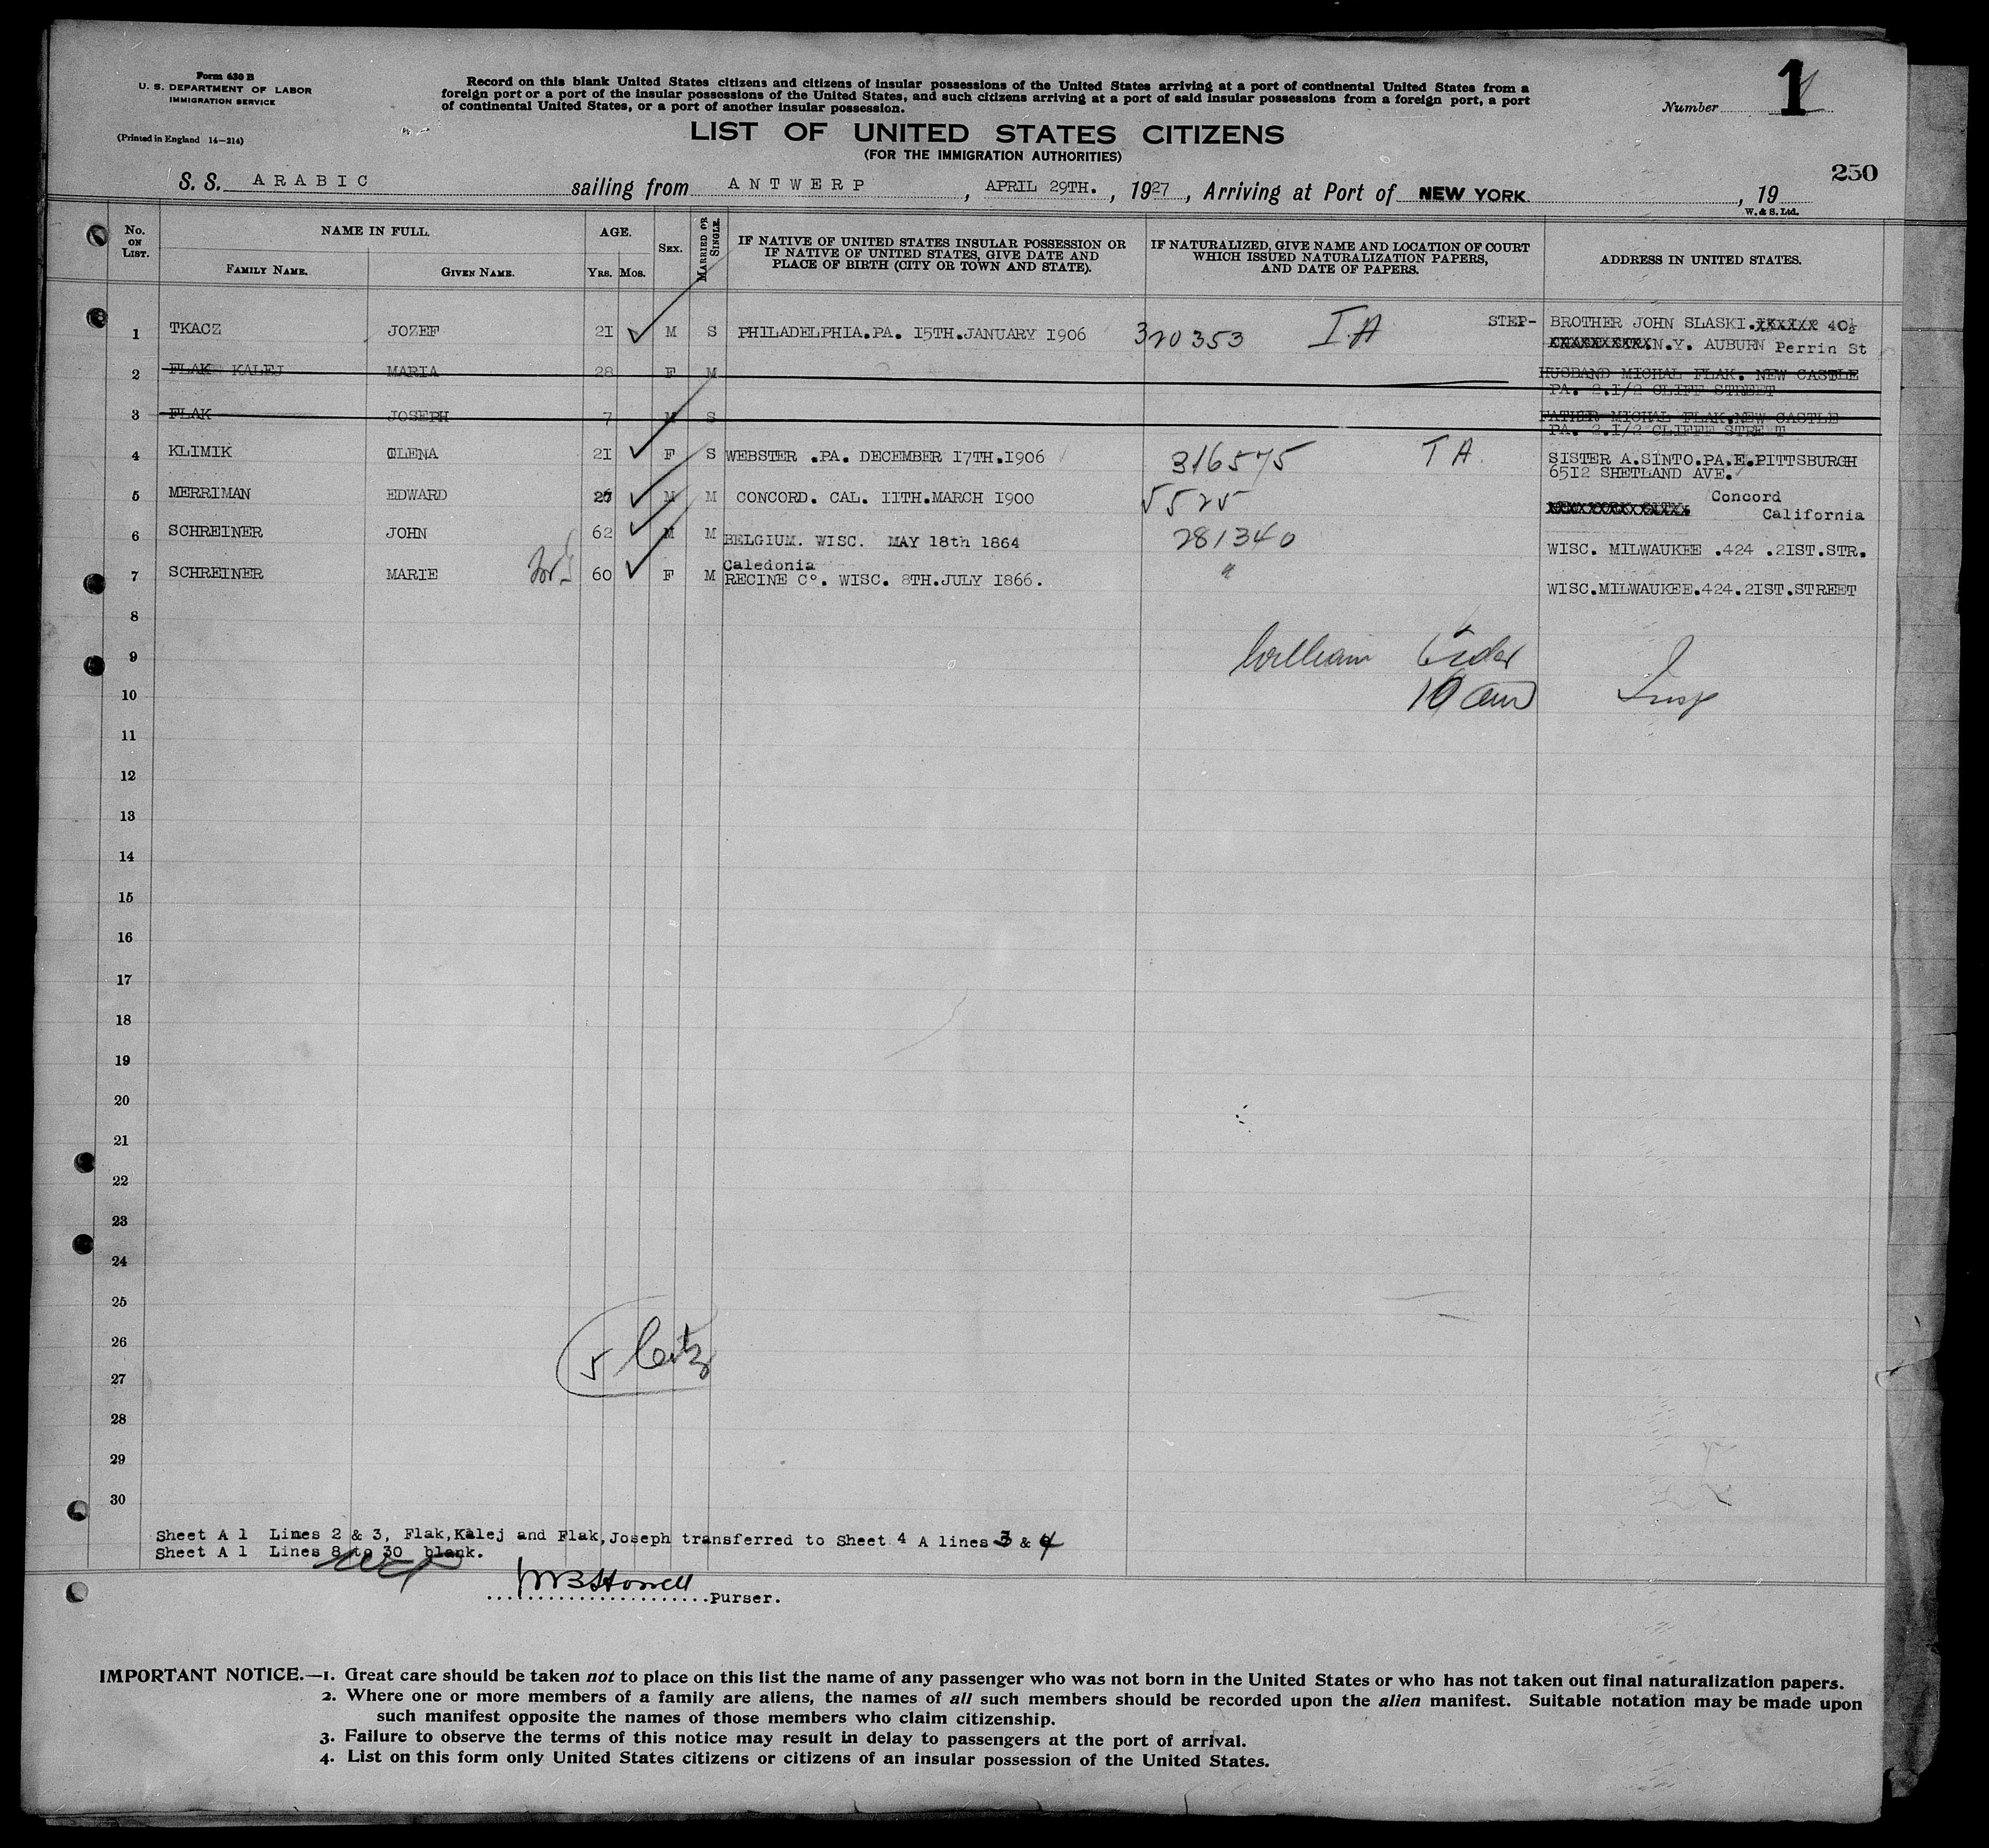 Form 630 B
U. S. DEPARTMENT OF LABOR
IMMIGRATION SERVICE
(Printed in England 14—214)
Record on this blank United States citizens and citizens of insular possessions of the United States arriving at a port of continental United States from a
foreign port or a port of the insular possessions of the United States, and such citizens arriving at a port of said insular possessions from a foreign port, a port
of continental United States, or a port of another insular possession.
Number 1
LIST OF UNITED STATES CITIZENS
(FOR THE IMMIGRATION AUTHORITIES)
250
S. S. ARABIC sailing from ANTWERP, APRIL 29TH., 1927, Arriving at Port of NEW YORK, 19
W. & S. Ltd.
No. ON LIST. NAME IN FULL. AGE. SEX. MARRIED OR SINGLE. IF NATIVE OF UNITED STATES INSULAR POSSESSION OR IF NATIVE OF UNITED STATES, GIVE DATE AND PLACE OF BIRTH (CITY OR TOWN AND STATE). IF NATURALIZED, GIVE NAME AND LOCATION OF COURT WHICH ISSUED NATURALIZATION PAPERS, AND DATE OF PAPERS. ADDRESS IN UNITED STATES.
FAMILY NAME. GIVEN NAME. YRS. MOS.
1 TKACZ JOZEF 21 M S PHILADELPHIA.PA. 15TH.JANUARY 1906 320353 IA STEP- BROTHER JOHN SLASKI. 40½
N.Y. AUBURN Perrin St
2 FLAK KALEJ MARIA 28 F M HUSBAND MICHAL FLAK. NEW CASTLE
PA. 2.1/2 CLIFF STREET
3 FLAK JOSEPH 7 M S FATHER MICHAL FLAK.NEW CASTLE
PA. 2.1/2 CLIFFF STREET
4 KLIMIK OLENA 21 F S WEBSTER .PA. DECEMBER 17TH.1906 316575 TA SISTER A.SINTO.PA.E.PITTSBURGH
6512 SHETLAND AVE.
5 MERRIMAN EDWARD M M CONCORD. CAL. 11TH.MARCH 1900 5525 NEW YORK CITY. Concord
California
6 SCHREINER JOHN 62 M M BELGIUM. WISC. MAY 18th 1864 281340 WISC. MILWAUKEE .424 .21ST.STR.
7 SCHREINER MARIE 60 F M Caledonia
RECINE Co. WISC. 8TH.JULY 1866. " WISC.MILWAUKEE.424.21ST.STREET
8
9 William
10 10 am Insp
11
12
13
14
15
16
17
18
19
20
21
22
23
24
25
26 5 Citz
27
28
29
30
Sheet A 1 Lines 2 & 3, Flak,Kalej and Flak,Joseph transferred to Sheet 4 A lines 3 & 4
Sheet A 1 Lines 8 to 30 blank.
Purser.
IMPORTANT NOTICE.—1. Great care should be taken not to place on this list the name of any passenger who was not born in the United States or who has not taken out final naturalization papers.
2. Where one or more members of a family are aliens, the names of all such members should be recorded upon the alien manifest. Suitable notation may be made upon
such manifest opposite the names of those members who claim citizenship.
3. Failure to observe the terms of this notice may result in delay to passengers at the port of arrival.
4. List on this form only United States citizens or citizens of an insular possession of the United States.